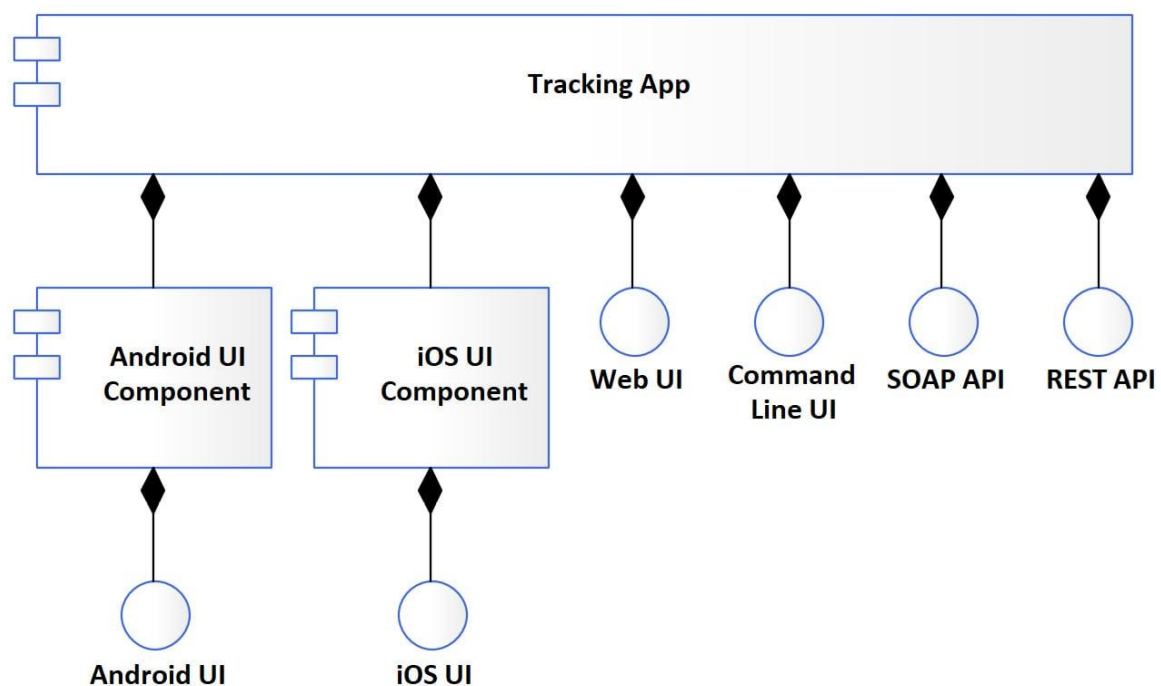 Tracking App
Android UI
Component
iOS UI
Component
Web UI
Command
Line UI
SOAP API
REST API
Android UI
iOS UI